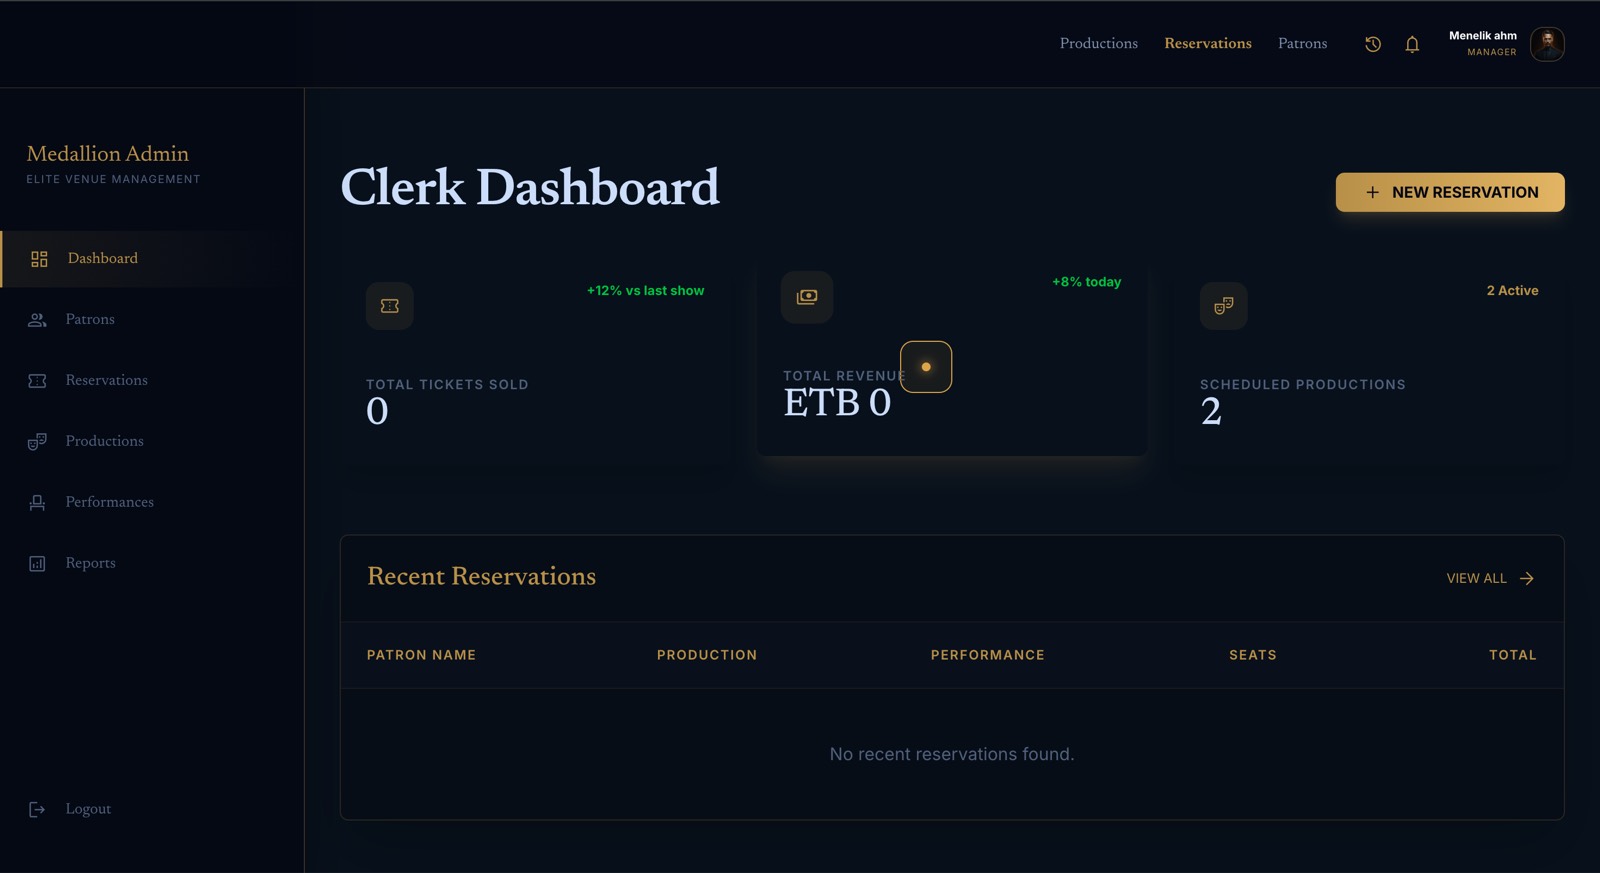 Productions
Reservations
Patrons
Menelik ahm
MANAGER
Medallion Admin
ELITE VENUE MANAGEMENT
Dashboard
Patrons
Reservations
Productions
Performances
Reports
Logout
Clerk Dashboard
NEW RESERVATION
+12% vs last show
TOTAL TICKETS SOLD
0
+8% today
TOTAL REVENUE
ETB 0
2 Active
SCHEDULED PRODUCTIONS
2
Recent Reservations
VIEW ALL
PATRON NAME PRODUCTION PERFORMANCE SEATS TOTAL
No recent reservations found.